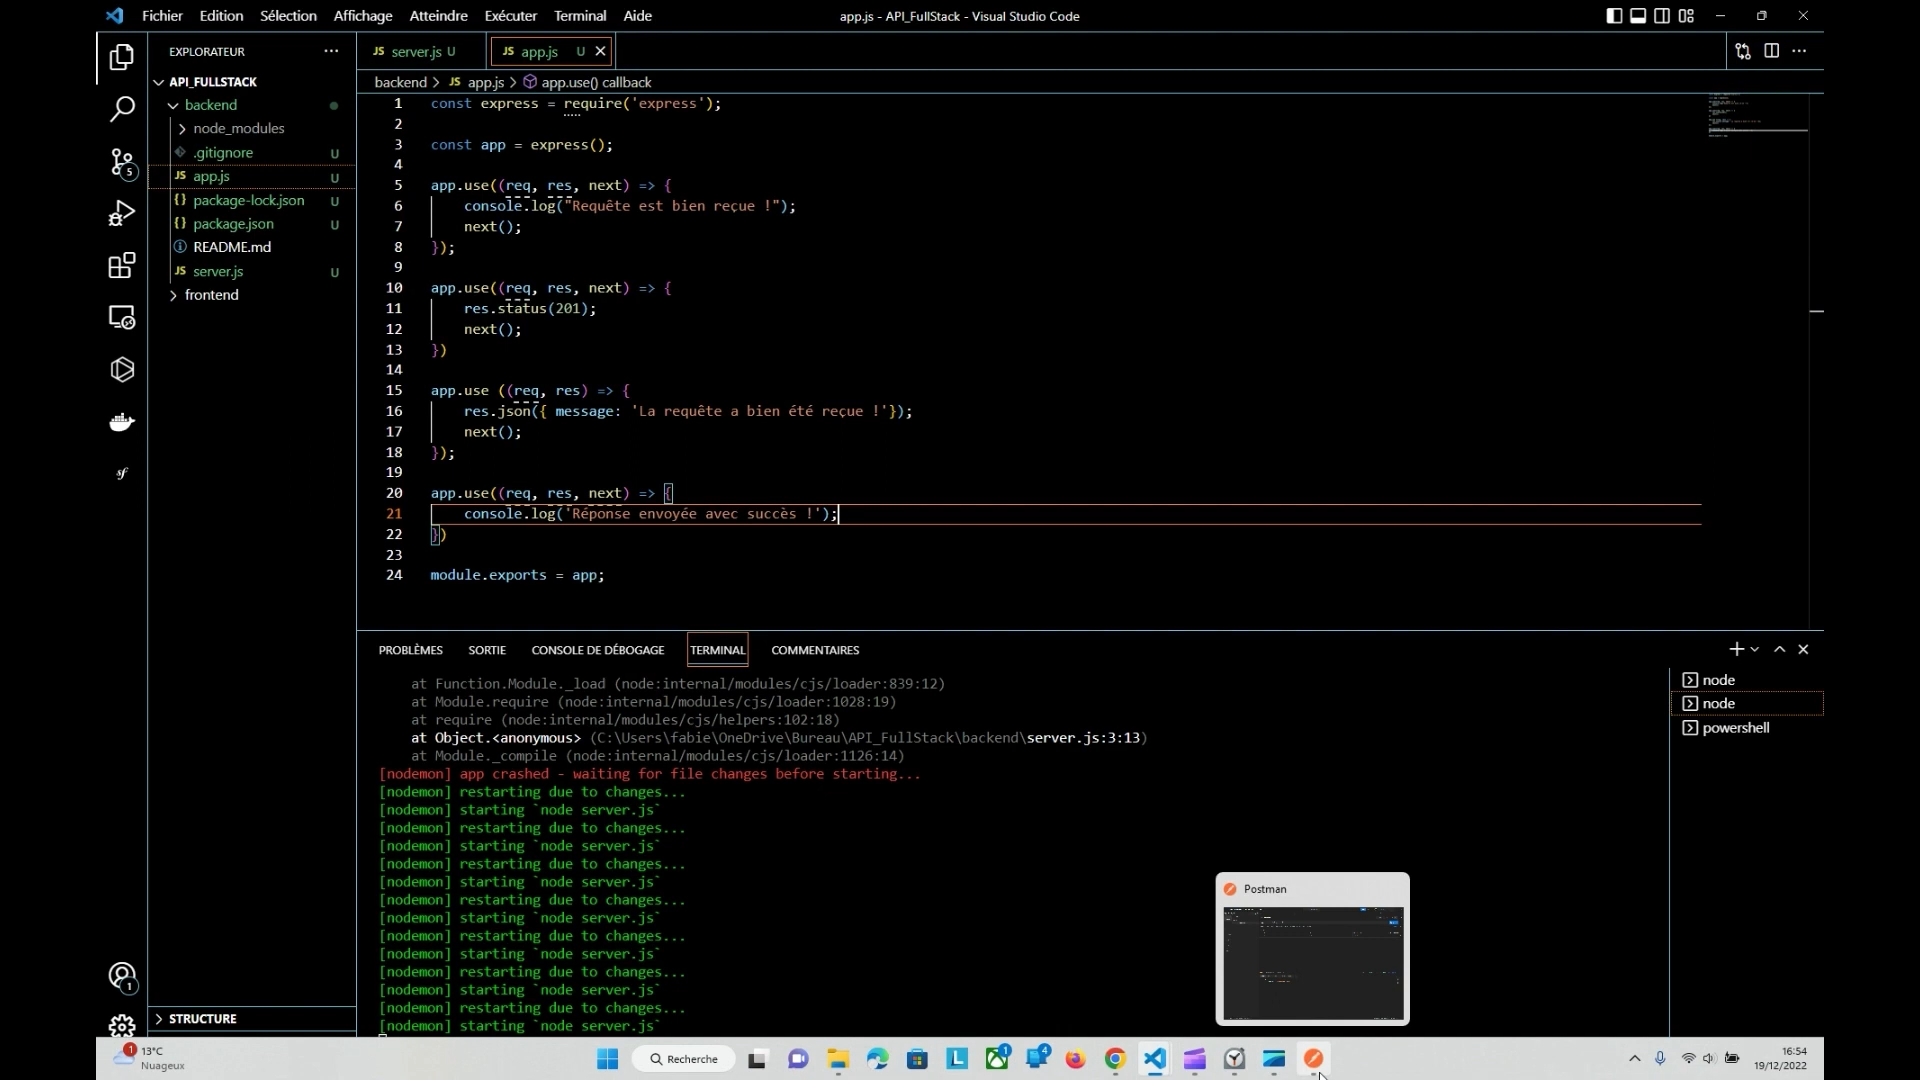 Fichier Edition Sélection Affichage Atteindre Exécuter Terminal Aide
app.js - API_FullStack - Visual Studio Code
EXPLORATEUR
API_FULLSTACK
backend
node_modules
.gitignore U
app.js U
package-lock.json U
package.json U
README.md
server.js U
frontend
STRUCTURE
5
1
JS server.js U
JS app.js U
backend > JS app.js > app.use() callback
1 const express = require('express');
2
3 const app = express();
4
5 app.use((req, res, next) => {
6 console.log("Requête est bien reçue !");
7 next();
8 });
9
10 app.use((req, res, next) => {
11 res.status(201);
12 next();
13 })
14
15 app.use ((req, res) => {
16 res.json({ message: 'La requête a bien été reçue !'});
17 next();
18 });
19
20 app.use((req, res, next) => {
21 console.log('Réponse envoyée avec succès !');
22 })
23
24 module.exports = app;
PROBLÈMES SORTIE CONSOLE DE DÉBOGAGE TERMINAL COMMENTAIRES
at Function.Module._load (node:internal/modules/cjs/loader:839:12)
at Module.require (node:internal/modules/cjs/loader:1028:19)
at require (node:internal/modules/cjs/helpers:102:18)
at Object.<anonymous> (C:\Users\fabie\OneDrive\Bureau\API_FullStack\backend\server.js:3:13)
at Module._compile (node:internal/modules/cjs/loader:1126:14)
[nodemon] app crashed - waiting for file changes before starting...
[nodemon] restarting due to changes...
[nodemon] starting `node server.js`
[nodemon] restarting due to changes...
[nodemon] starting `node server.js`
[nodemon] restarting due to changes...
[nodemon] starting `node server.js`
[nodemon] restarting due to changes...
[nodemon] starting `node server.js`
[nodemon] restarting due to changes...
[nodemon] starting `node server.js`
[nodemon] restarting due to changes...
[nodemon] starting `node server.js`
[nodemon] restarting due to changes...
[nodemon] starting `node server.js`
node
node
powershell
Postman
1
13°C
Nuageux
Recherche
1
4
16:54
19/12/2022